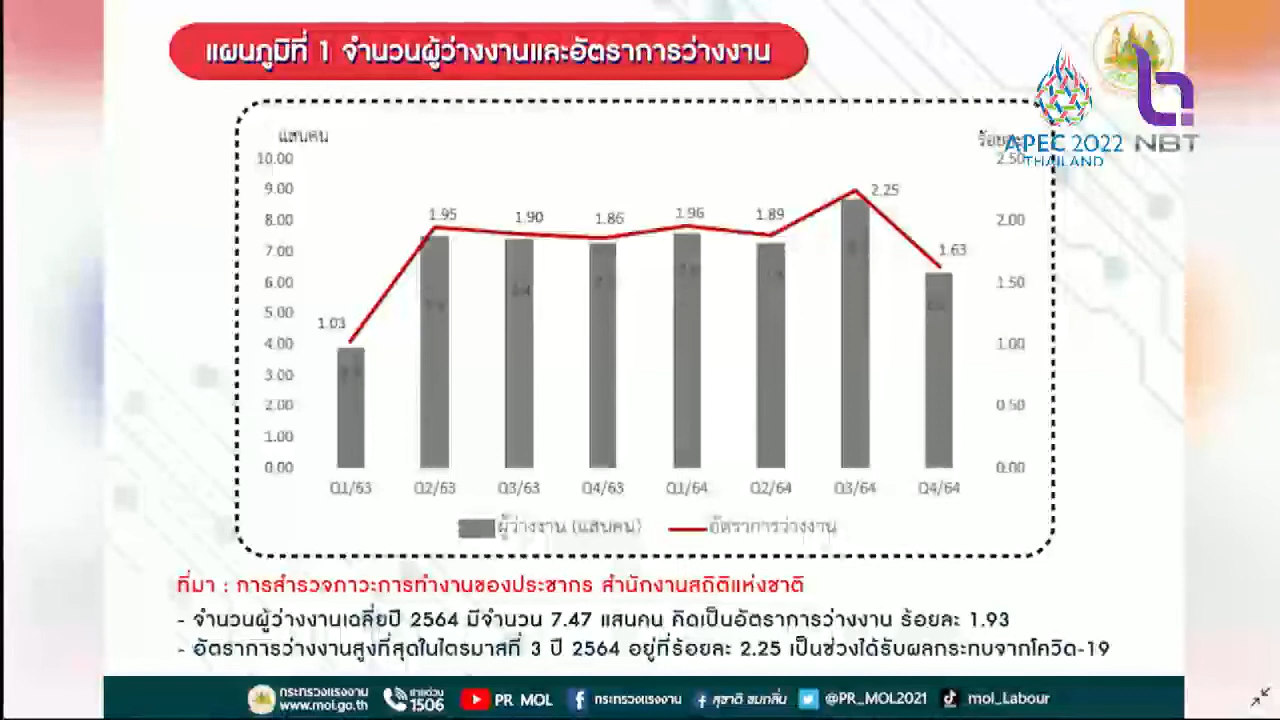 แผนภูมิที่ 1 จำนวนผู้ว่างงานและอัตราการว่างงาน
APEC 2022
THAILAND
NBT
แสนคน
10.00
9.00
8.00
7.00
6.00
5.00
4.00
3.00
2.00
1.00
0.00
2.50
2.00
1.50
1.00
0.50
0.00
1.03
1.95
1.90
1.86
1.96
1.89
2.25
1.63
Q1/63 Q2/63 Q3/63 Q4/63 Q1/64 Q2/64 Q3/64 Q4/64
ผู้ว่างงาน (แสนคน) อัตราการว่างงาน
ที่มา : การสำรวจภาวะการทำงานของประชากร สำนักงานสถิติแห่งชาติ
- จำนวนผู้ว่างงานเฉลี่ยปี 2564 มีจำนวน 7.47 แสนคน คิดเป็นอัตราการว่างงาน ร้อยละ 1.93
- อัตราการว่างงานสูงที่สุดในไตรมาสที่ 3 ปี 2564 อยู่ที่ร้อยละ 2.25 เป็นช่วงได้รับผลกระทบจากโควิด-19
กระทรวงแรงงาน
www.mol.go.th
สายด่วน
1506
PR MOL
กระทรวงแรงงาน
สุชาติ ชมกลิ่น
@PR_MOL2021
mol_Labour